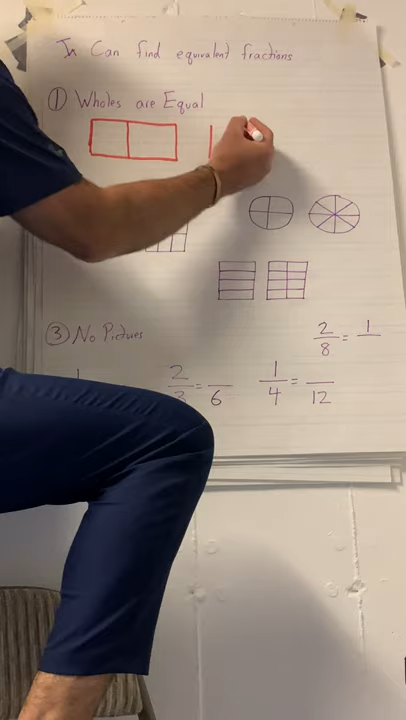 I Can find equivalent fractions
① Wholes are Equal
③ No Pictures
2/8 = 1/
1
2/3 = /6
1/4 = /12